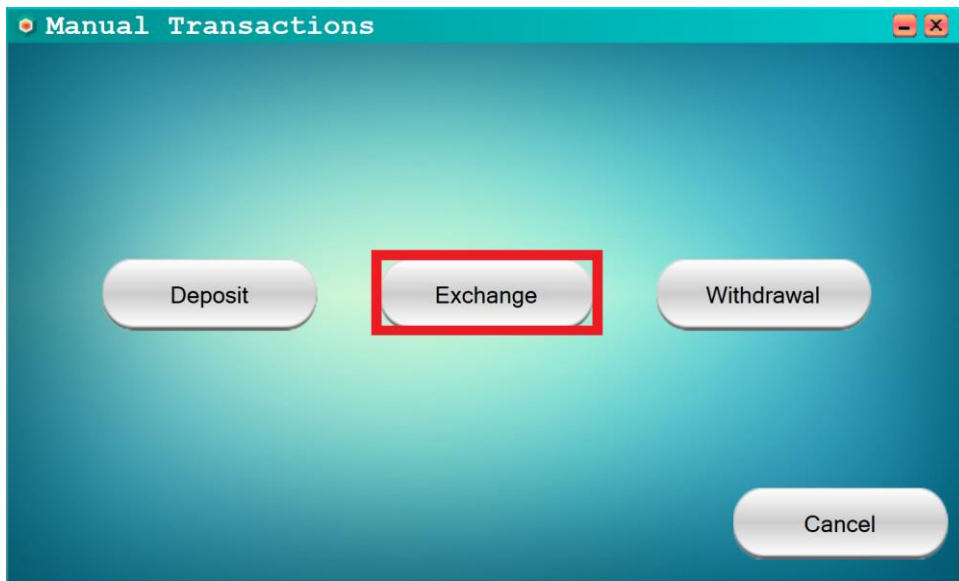 Manual Transactions
Deposit
Exchange
Withdrawal
Cancel